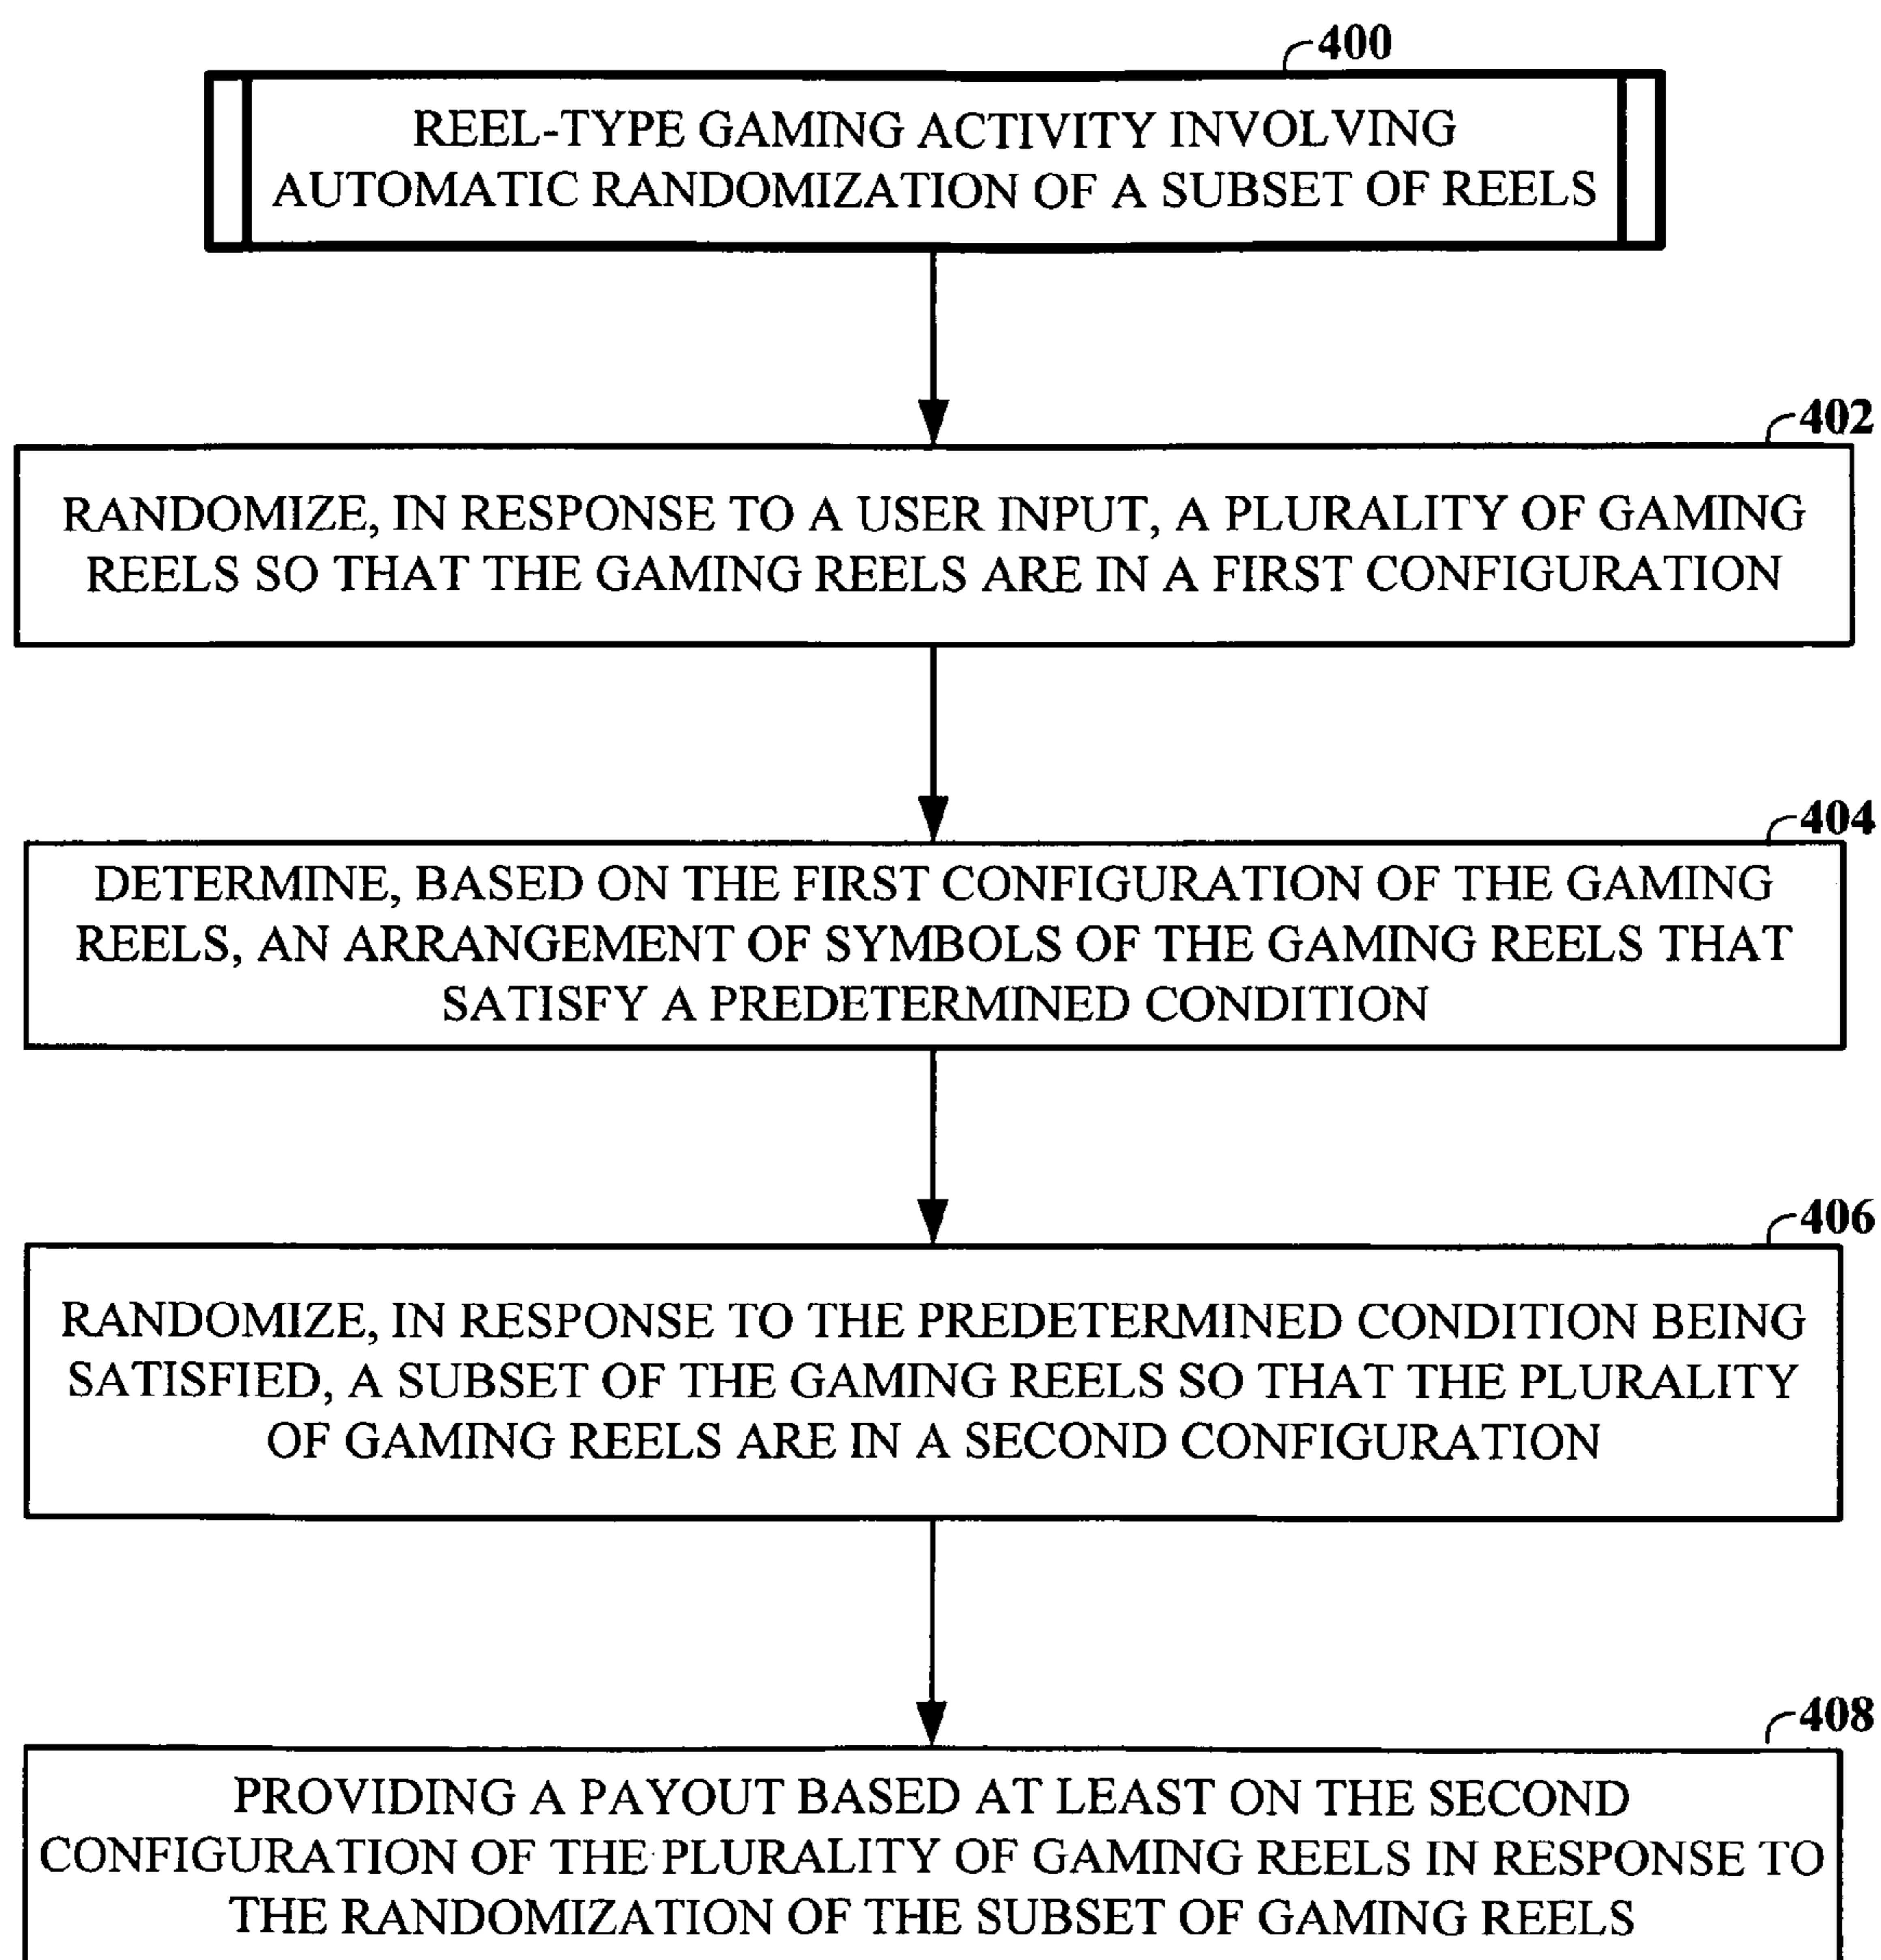 400
REEL-TYPE GAMING ACTIVITY INVOLVING
AUTOMATIC RANDOMIZATION OF A SUBSET OF REELS
402
RANDOMIZE, IN RESPONSE TO A USER INPUT, A PLURALITY OF GAMING
REELS SO THAT THE GAMING REELS ARE IN A FIRST CONFIGURATION
404
DETERMINE, BASED ON THE FIRST CONFIGURATION OF THE GAMING
REELS, AN ARRANGEMENT OF SYMBOLS OF THE GAMING REELS THAT
SATISFY A PREDETERMINED CONDITION
406
RANDOMIZE, IN RESPONSE TO THE PREDETERMINED CONDITION BEING
SATISFIED, A SUBSET OF THE GAMING REELS SO THAT THE PLURALITY
OF GAMING REELS ARE IN A SECOND CONFIGURATION
408
PROVIDING A PAYOUT BASED AT LEAST ON THE SECOND
CONFIGURATION OF THE PLURALITY OF GAMING REELS IN RESPONSE TO
THE RANDOMIZATION OF THE SUBSET OF GAMING REELS